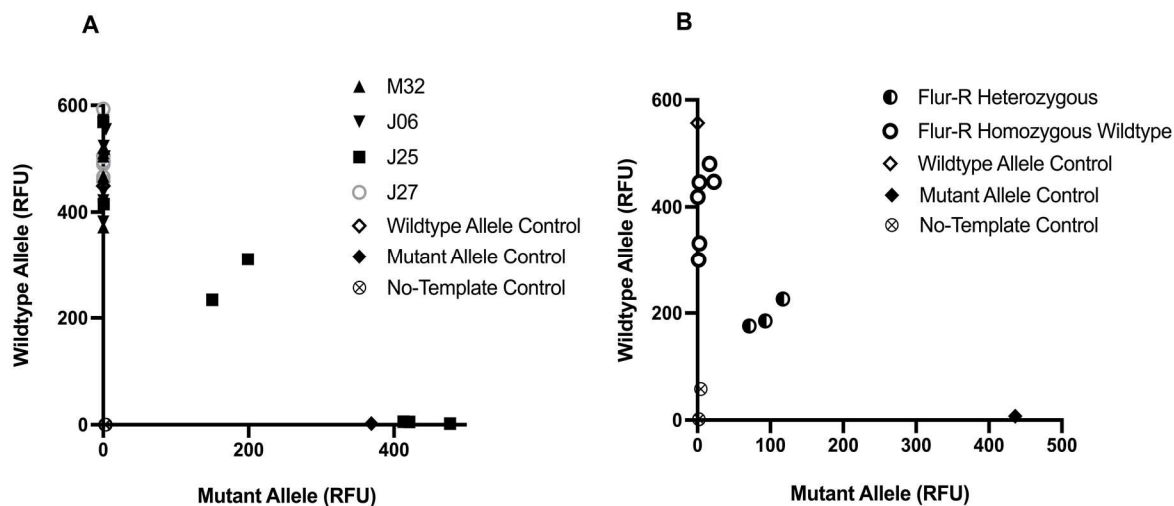 A
M32
J06
J25
J27
Wildtype Allele Control
Mutant Allele Control
No-Template Control
600
400
200
0
0
200
400
Wildtype Allele (RFU)
Mutant Allele (RFU)
B
Flur-R Heterozygous
Flur-R Homozygous Wildtype
Wildtype Allele Control
Mutant Allele Control
No-Template Control
600
400
200
0
0
100
200
300
400
500
Wildtype Allele (RFU)
Mutant Allele (RFU)